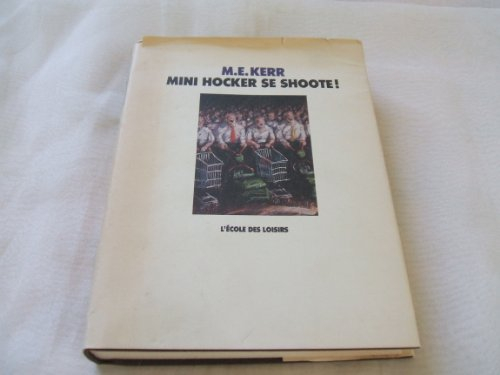 M.E. KERR
MINI HOCKER SE SHOOTE!
L'ÉCOLE DES LOISIRS